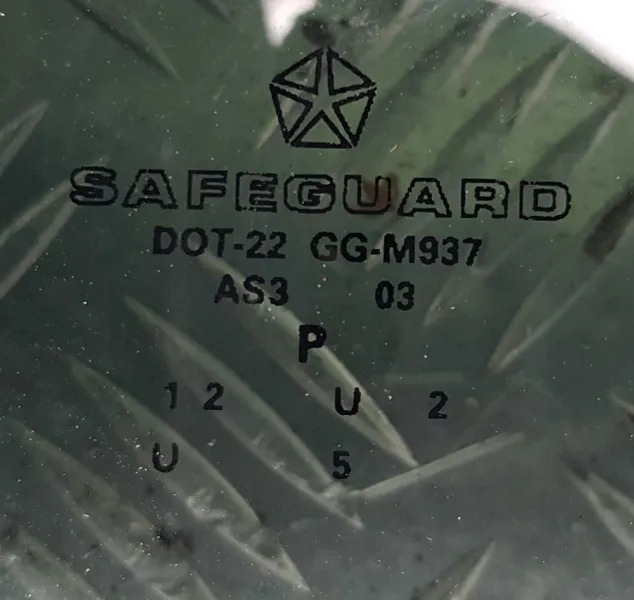 SAFEGUARD
DOT-22 GG-M937
AS3 03
P
1 2 U 2
U 5